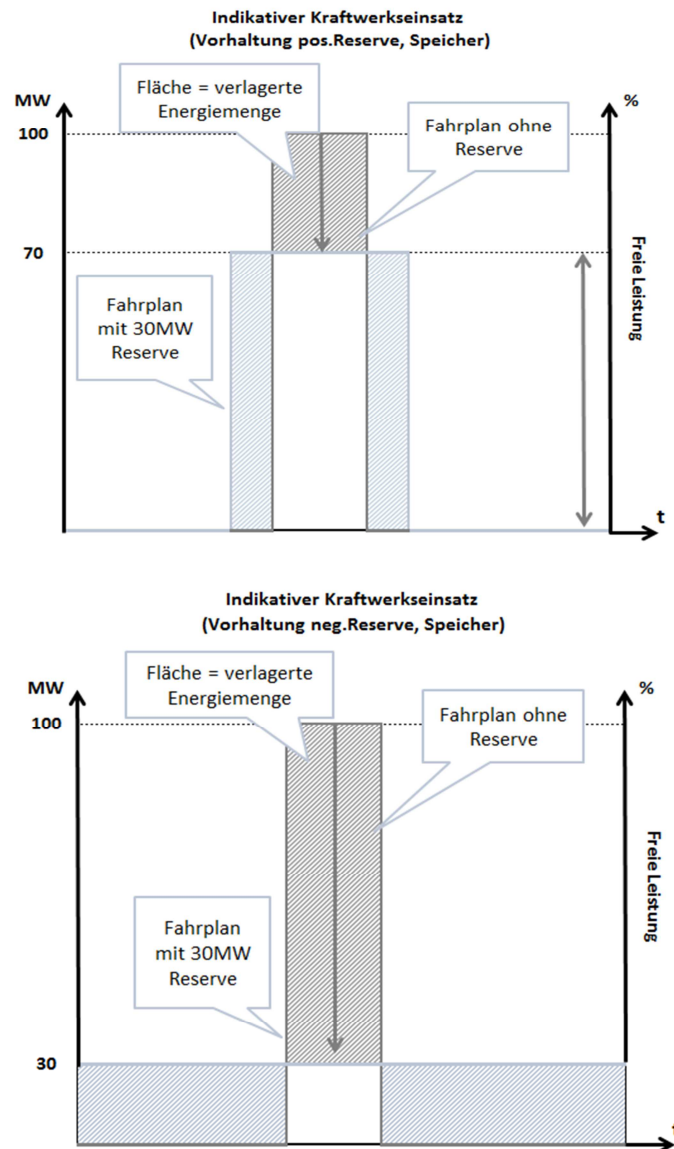 Indikativer Kraftwerkseinsatz
(Vorhaltung pos.Reserve, Speicher)
MW
Fläche = verlagerte
Energiemenge
%
100
Fahrplan ohne
Reserve
70
Fahrplan
mit 30MW
Reserve
Freie Leistung
t
Indikativer Kraftwerkseinsatz
(Vorhaltung neg.Reserve, Speicher)
MW
Fläche = verlagerte
Energiemenge
%
100
Fahrplan ohne
Reserve
Freie Leistung
Fahrplan
mit 30MW
Reserve
30
t